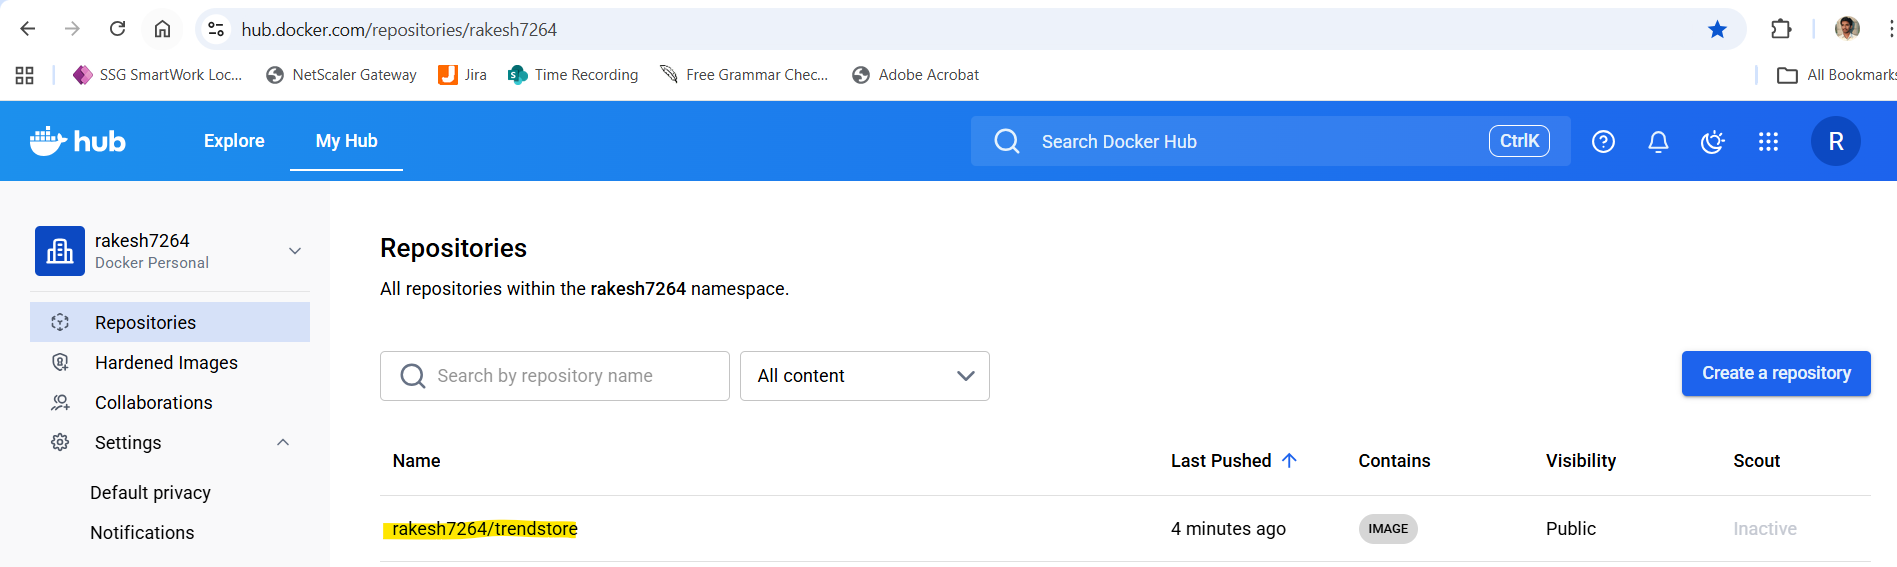 hub.docker.com/repositories/rakesh7264
SSG SmartWork Loc...
NetScaler Gateway
Jira
Time Recording
Free Grammar Chec...
Adobe Acrobat
All Bookmarks
hub
Explore
My Hub
Search Docker Hub
CtrlK
R
rakesh7264
Docker Personal
Repositories
Hardened Images
Collaborations
Settings
Default privacy
Notifications
Repositories
All repositories within the rakesh7264 namespace.
Search by repository name
All content
Create a repository
Name Last Pushed Contains Visibility Scout
rakesh7264/trendstore 4 minutes ago IMAGE Public Inactive